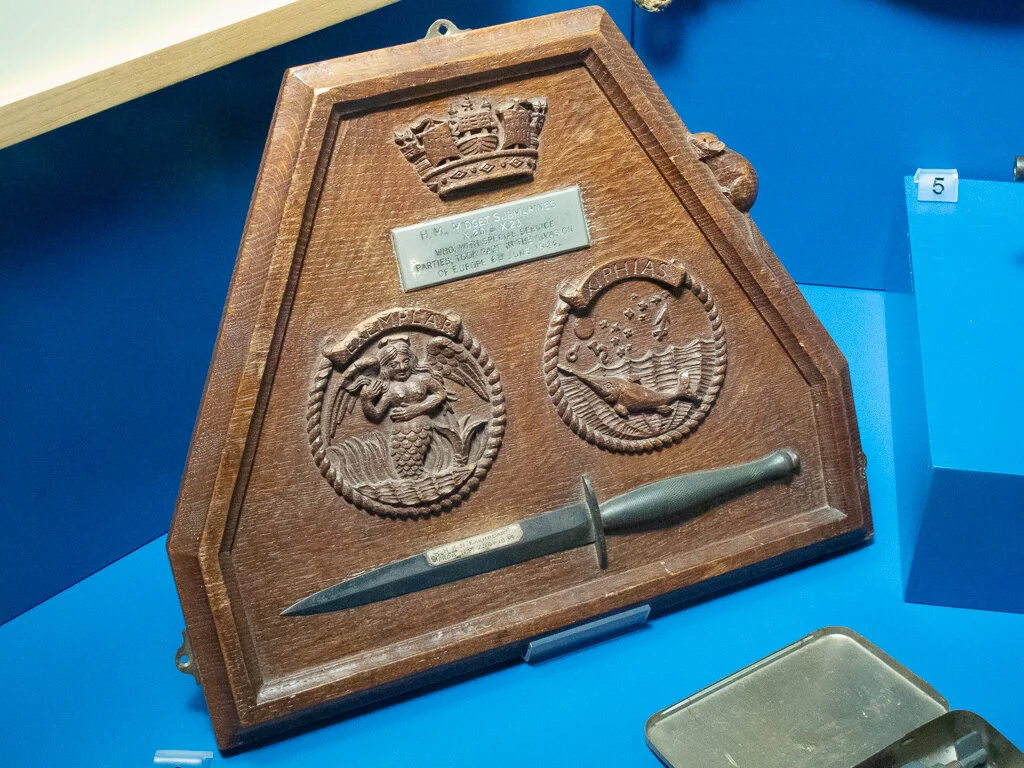 H.M. MIDGET SUBMARINES
X20 & X23
WHO, WITH SPECIAL SERVICE
PARTIES, TOOK PART IN THE INVASION
OF EUROPE 6TH JUNE 1944.
EXEMPLAR
XIPHIAS
5